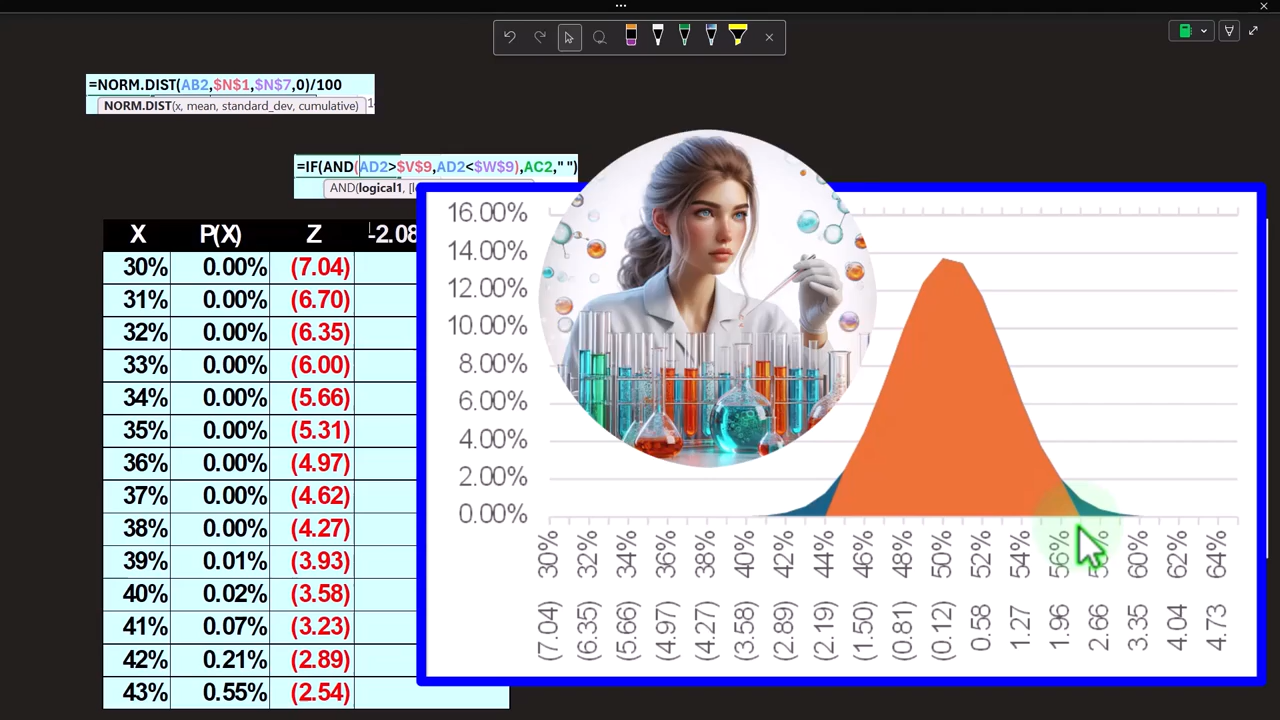 =NORM.DIST(AB2,$N$1,$N$7,0)/100
NORM.DIST(x, mean, standard_dev, cumulative)
=IF(AND(AD2>$V$9,AD2<$W$9),AC2," ")
AND(logical1,
X P(X) Z -2.08
30% 0.00% (7.04)
31% 0.00% (6.70)
32% 0.00% (6.35)
33% 0.00% (6.00)
34% 0.00% (5.66)
35% 0.00% (5.31)
36% 0.00% (4.97)
37% 0.00% (4.62)
38% 0.00% (4.27)
39% 0.01% (3.93)
40% 0.02% (3.58)
41% 0.07% (3.23)
42% 0.21% (2.89)
43% 0.55% (2.54)
16.00%
14.00%
12.00%
10.00%
8.00%
6.00%
4.00%
2.00%
0.00%
30% 32% 34% 36% 38% 40% 42% 44% 46% 48% 50% 52% 54% 56% 60% 62% 64%
(7.04) (6.35) (5.66) (4.97) (4.27) (3.58) (2.89) (2.19) (1.50) (0.81) (0.12) 0.58 1.27 1.96 2.66 3.35 4.04 4.73